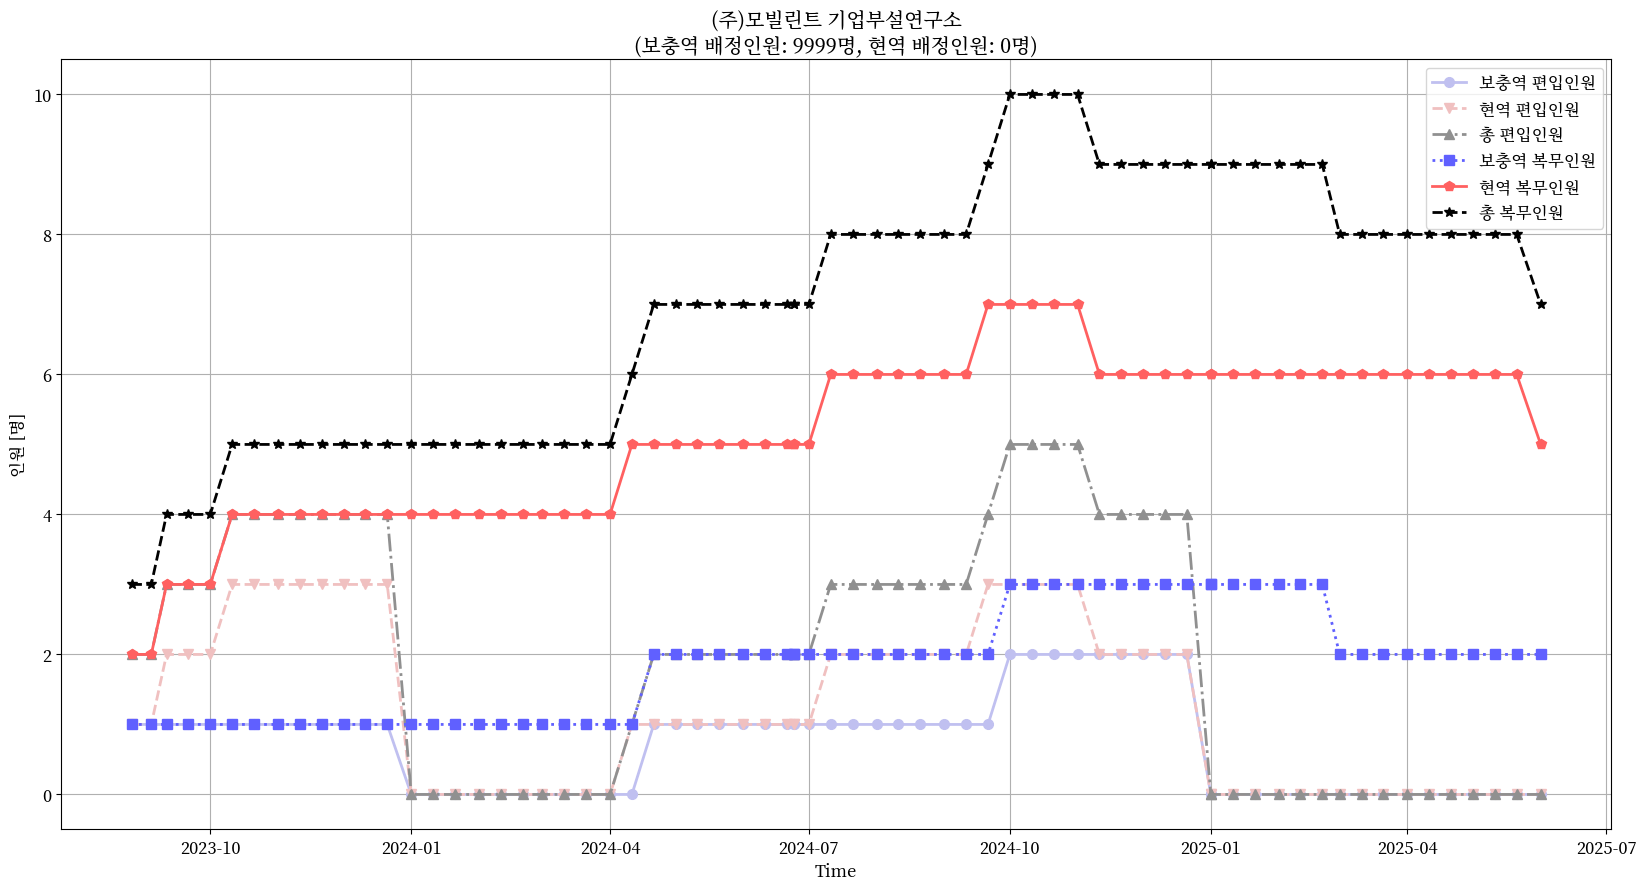 (주)모빌린트 기업부설연구소
(보충역 배정인원: 9999명, 현역 배정인원: 0명)
보충역 편입인원
현역 편입인원
총 편입인원
보충역 복무인원
현역 복무인원
총 복무인원
인원 [명]
10
8
6
4
2
0
2023-10 2024-01 2024-04 2024-07 2024-10 2025-01 2025-04 2025-07
Time